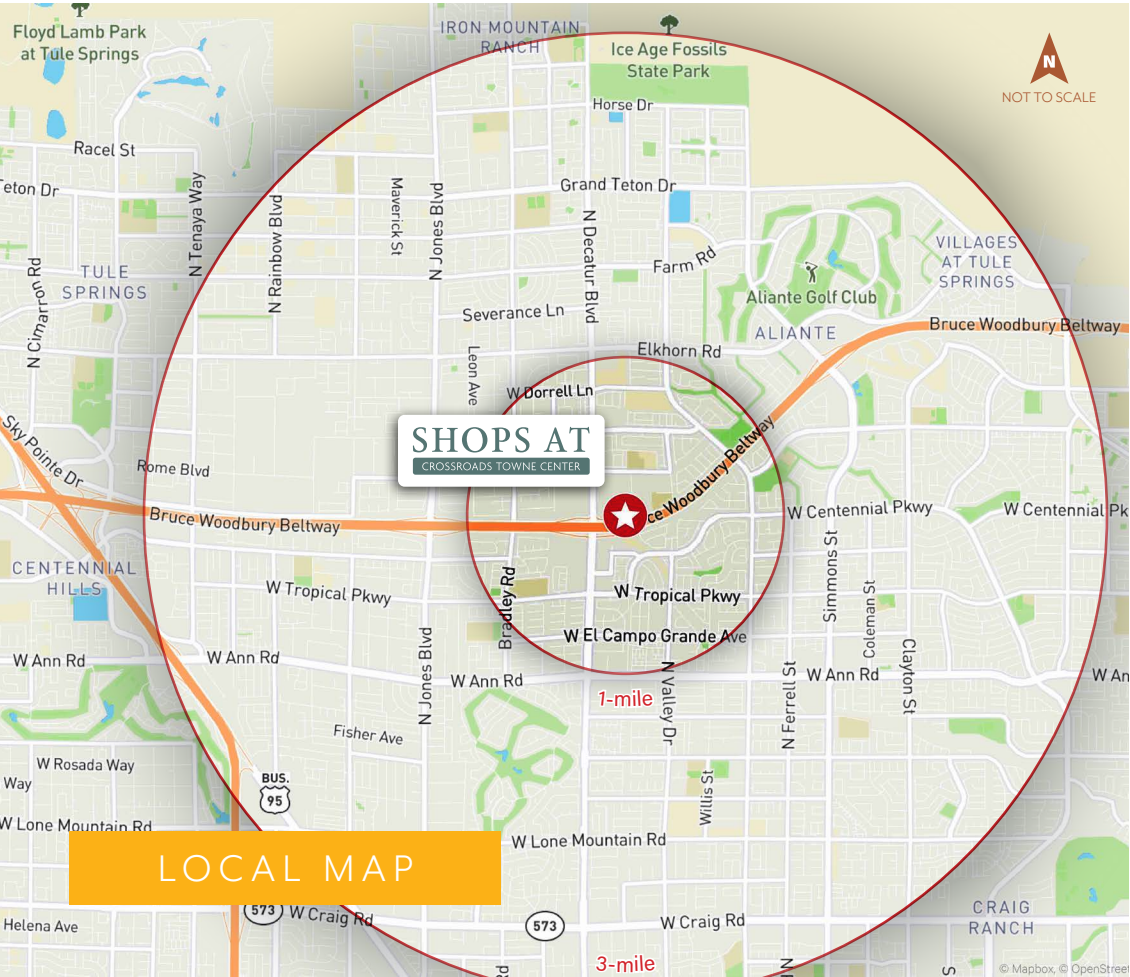 Floyd Lamb Park
at Tule Springs
IRON MOUNTAIN
RANCH
Ice Age Fossils
State Park
N
NOT TO SCALE
Horse Dr
Racel St
Teton Dr
Grand Teton Dr
N Tenaya Way
N Rainbow Blvd
Maverick St
N Jones Blvd
N Decatur Blvd
Farm Rd
VILLAGES
AT TULE
SPRINGS
TULE
SPRINGS
N Cimarron Rd
Aliante Golf Club
Severance Ln
ALIANTE
Bruce Woodbury Beltway
Elkhorn Rd
Leon Ave
W Dorrell Ln
SHOPS AT
CROSSROADS TOWNE CENTER
Sky Pointe Dr
Rome Blvd
Bruce Woodbury Beltway
ce Woodbury Beltway
W Centennial Pkwy
W Centennial Pk
CENTENNIAL
HILLS
W Tropical Pkwy
Bradley Rd
W Tropical Pkwy
Simmons St
Coleman St
W El Campo Grande Ave
W Ann Rd
W Ann Rd
W Ann Rd
W Ann Rd
W An
N Jones Blvd
1-mile
N Valley Dr
N Ferrell St
Clayton St
Fisher Ave
W Rosada Way
Way
BUS.
95
Willis St
W Lone Mountain Rd
W Lone Mountain Rd
LOCAL MAP
573
W Craig Rd
573
W Craig Rd
Helena Ave
CRAIG
RANCH
3-mile
© Mapbox, © OpenStreet